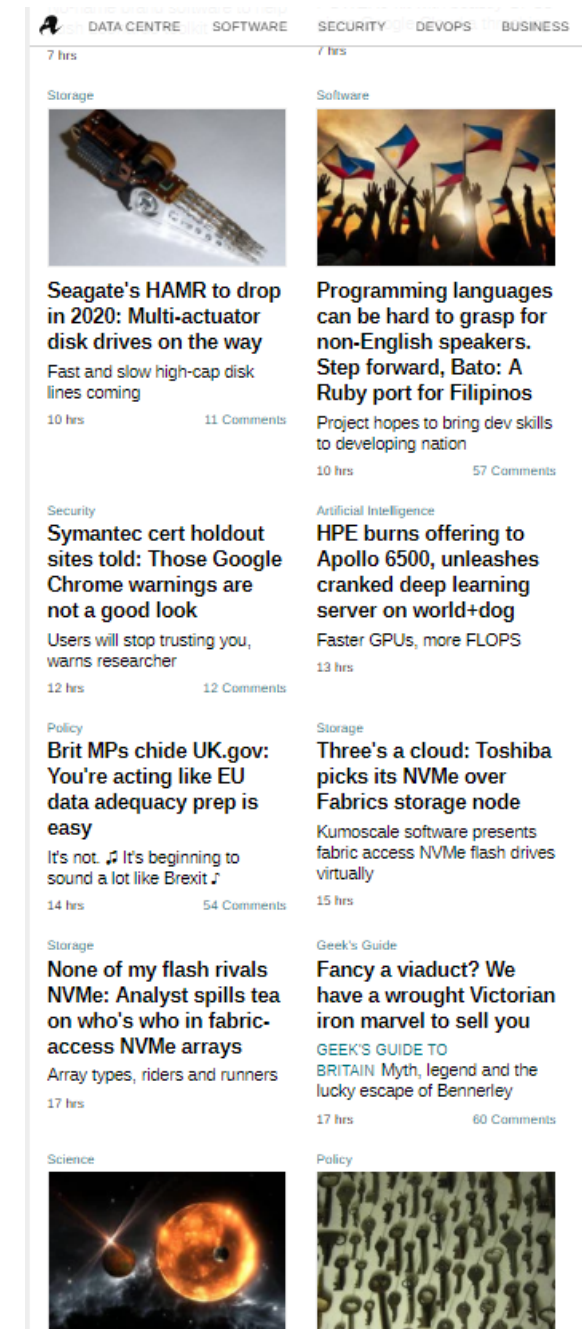 DATA CENTRE SOFTWARE SECURITY DEVOPS BUSINESS
7 hrs
7 hrs
Storage
Seagate's HAMR to drop
in 2020: Multi-actuator
disk drives on the way
Fast and slow high-cap disk
lines coming
10 hrs 11 Comments
Software
Programming languages
can be hard to grasp for
non-English speakers.
Step forward, Bato: A
Ruby port for Filipinos
Project hopes to bring dev skills
to developing nation
10 hrs 57 Comments
Security
Symantec cert holdout
sites told: Those Google
Chrome warnings are
not a good look
Users will stop trusting you,
warns researcher
12 hrs 12 Comments
Artificial Intelligence
HPE burns offering to
Apollo 6500, unleashes
cranked deep learning
server on world+dog
Faster GPUs, more FLOPS
13 hrs
Policy
Brit MPs chide UK.gov:
You're acting like EU
data adequacy prep is
easy
It's not. ♫ It's beginning to
sound a lot like Brexit ♪
14 hrs 54 Comments
Storage
Three's a cloud: Toshiba
picks its NVMe over
Fabrics storage node
Kumoscale software presents
fabric access NVMe flash drives
virtually
15 hrs
Storage
None of my flash rivals
NVMe: Analyst spills tea
on who's who in fabric-
access NVMe arrays
Array types, riders and runners
17 hrs
Geek's Guide
Fancy a viaduct? We
have a wrought Victorian
iron marvel to sell you
GEEK'S GUIDE TO
BRITAIN Myth, legend and the
lucky escape of Bennerley
17 hrs 60 Comments
Science
Policy